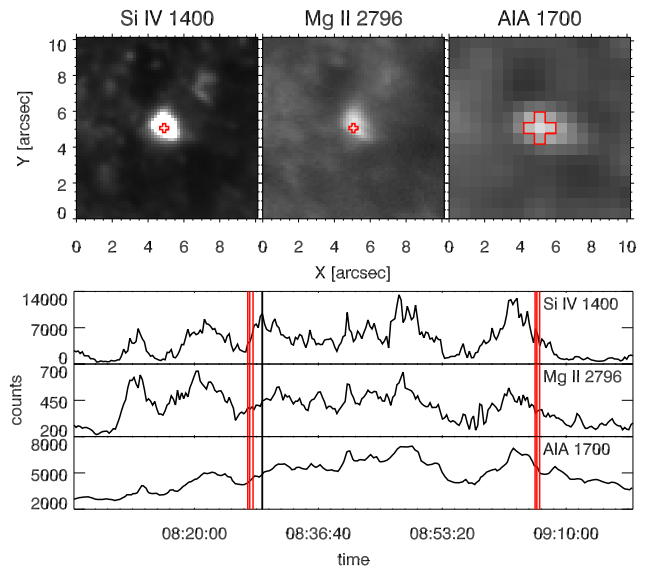 Si IV 1400 Mg II 2796 AIA 1700
10
8
6
4
2
0
Y [arcsec]
0 2 4 6 8 0 2 4 6 8 0 2 4 6 8 10
X [arcsec]
14000
7000
0
Si IV 1400
700
450
200
Mg II 2796
8000
5000
2000
AIA 1700
counts
08:20:00 08:36:40 08:53:20 09:10:00
time